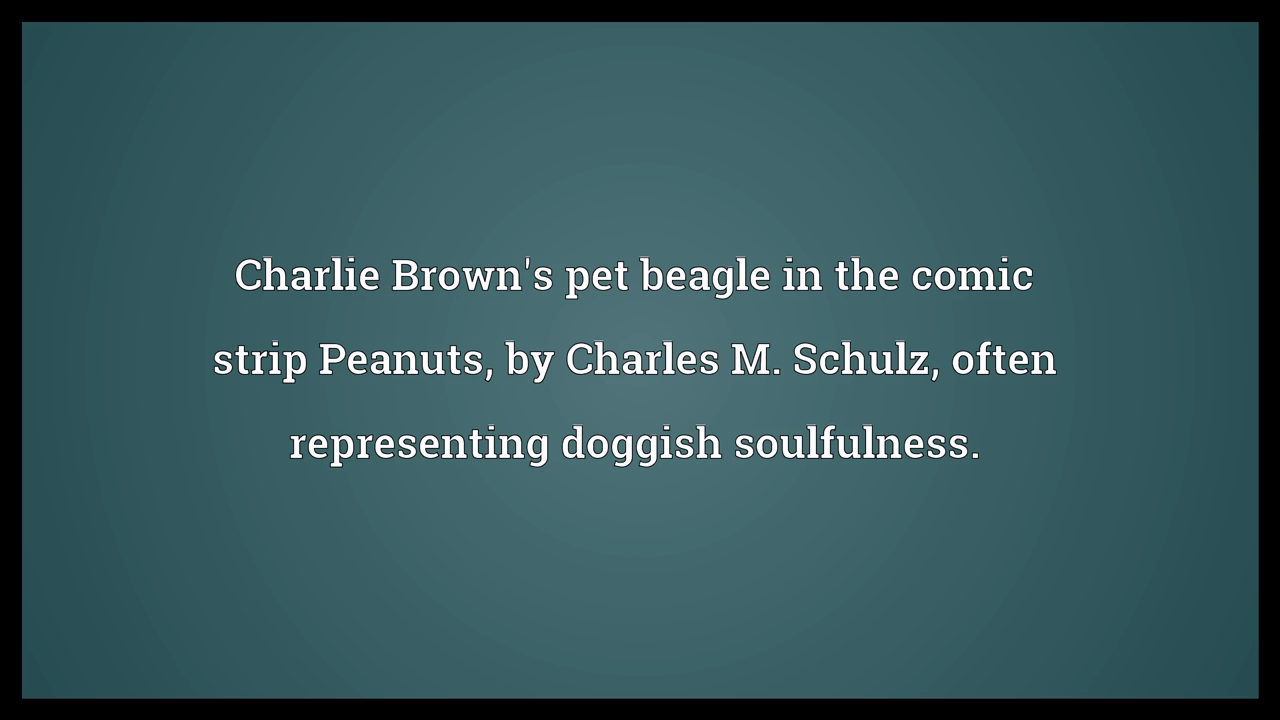 Charlie Brown's pet beagle in the comic
strip Peanuts, by Charles M. Schulz, often
representing doggish soulfulness.